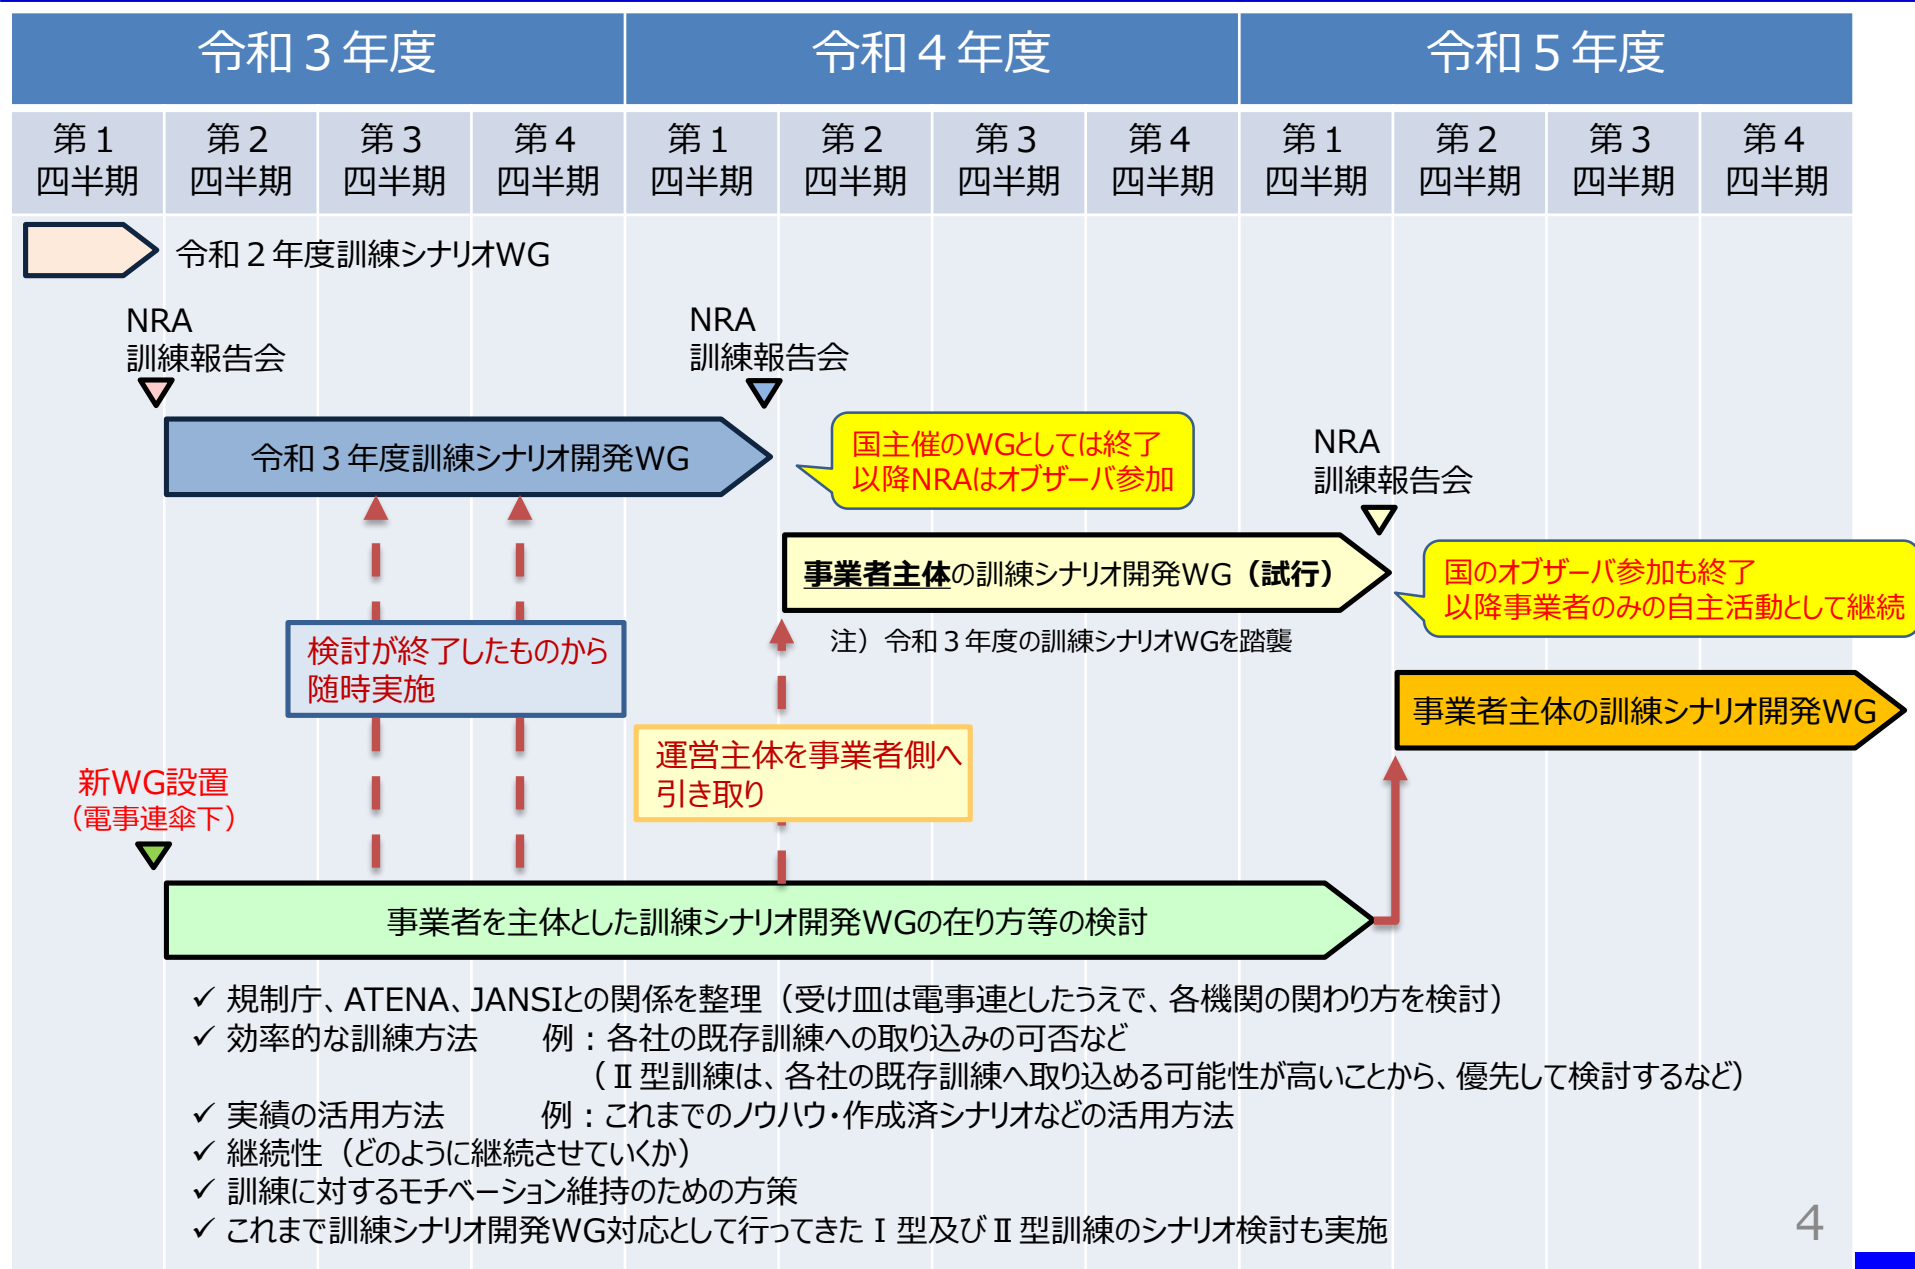 令和３年度
令和４年度
令和５年度
第１
四半期
第２
四半期
第３
四半期
第４
四半期
第１
四半期
第２
四半期
第３
四半期
第４
四半期
第１
四半期
第２
四半期
第３
四半期
第４
四半期
令和２年度訓練シナリオWG
NRA
訓練報告会
NRA
訓練報告会
令和３年度訓練シナリオ開発WG
国主催のWGとしては終了
以降NRAはオブザーバ参加
NRA
訓練報告会
事業者主体の訓練シナリオ開発WG（試行）
国のオブザーバ参加も終了
以降事業者のみの自主活動として継続
注）令和３年度の訓練シナリオWGを踏襲
検討が終了したものから
随時実施
事業者主体の訓練シナリオ開発WG
運営主体を事業者側へ
引き取り
新WG設置
（電事連傘下）
事業者を主体とした訓練シナリオ開発WGの在り方等の検討
✓ 規制庁、ATENA、JANSIとの関係を整理（受け皿は電事連としたうえで、各機関の関わり方を検討）
✓ 効率的な訓練方法　　例：各社の既存訓練への取り込みの可否など
（Ⅱ型訓練は、各社の既存訓練へ取り込める可能性が高いことから、優先して検討するなど）
✓ 実績の活用方法　　　例：これまでのノウハウ・作成済シナリオなどの活用方法
✓ 継続性（どのように継続させていくか）
✓ 訓練に対するモチベーション維持のための方策
✓ これまで訓練シナリオ開発WG対応として行ってきたⅠ型及びⅡ型訓練のシナリオ検討も実施
4